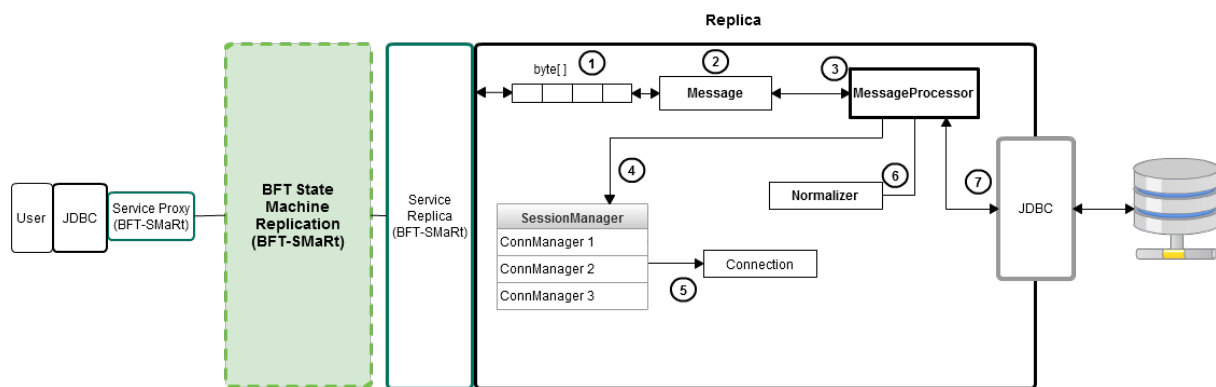 Replica
byte[ ]
1
2
3
Message
MessageProcessor
4
6
7
Normalizer
SessionManager
ConnManager 1
ConnManager 2
ConnManager 3
5
Connection
User
JDBC
Service Proxy
(BFT-SMaRt)
BFT State
Machine
Replication
(BFT-SMaRt)
Service
Replica
(BFT-SMaRt)
JDBC